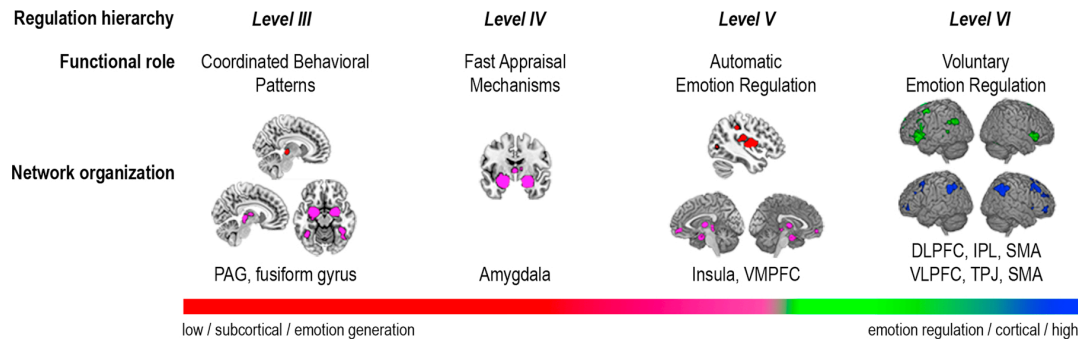 Regulation hierarchy
Level III
Level IV
Level V
Level VI
Functional role
Coordinated Behavioral
Patterns
Fast Appraisal
Mechanisms
Automatic
Emotion Regulation
Voluntary
Emotion Regulation
Network organization
PAG, fusiform gyrus
Amygdala
Insula, VMPFC
DLPFC, IPL, SMA
VLPFC, TPJ, SMA
low / subcortical / emotion generation
emotion regulation / cortical / high